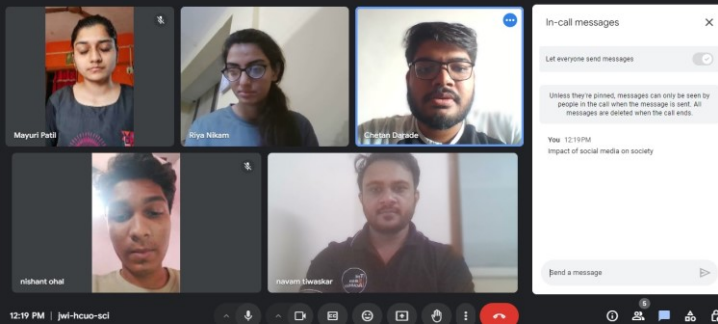 Mayuri Patil
Riya Nikam
Chetan Darade
nishant ohal
navam tiwaskar
In-call messages
Let everyone send messages
Unless they're pinned, messages can only be seen by
people in the call when the message is sent. All
messages are deleted when the call ends.
You 12:19 PM
Impact of social media on society
Send a message
12:19 PM | jwi-hcuo-sci
5